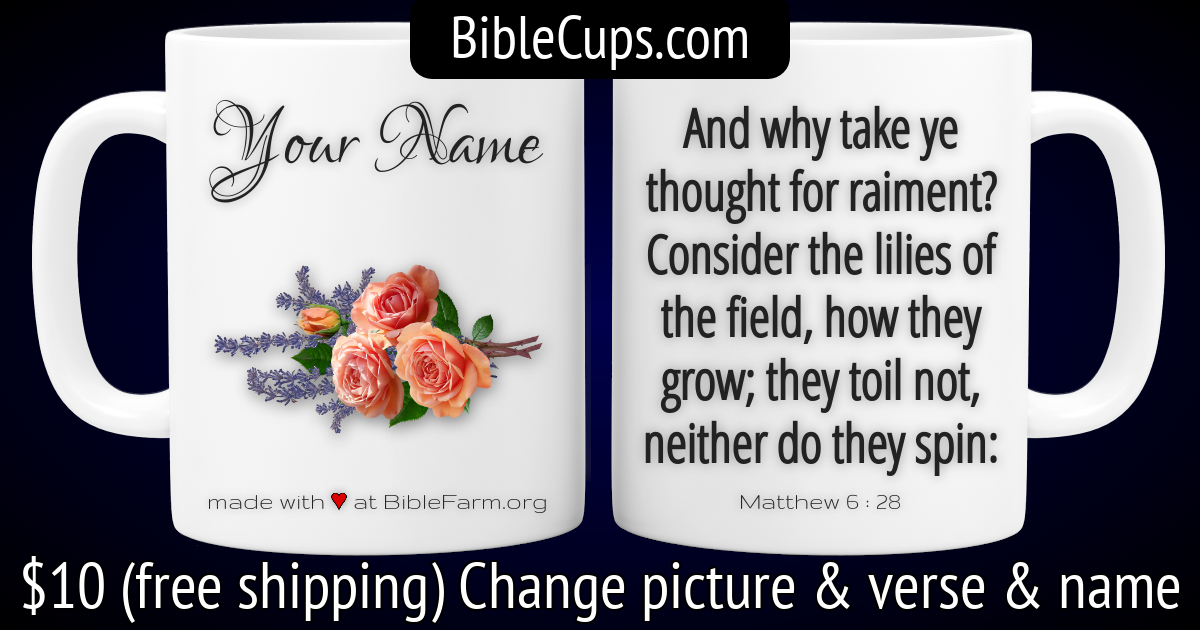 BibleCups.com
Your Name
made with ♥ at BibleFarm.org
And why take ye
thought for raiment?
Consider the lilies of
the field, how they
grow; they toil not,
neither do they spin:
Matthew 6 : 28
$10 (free shipping) Change picture & verse & name